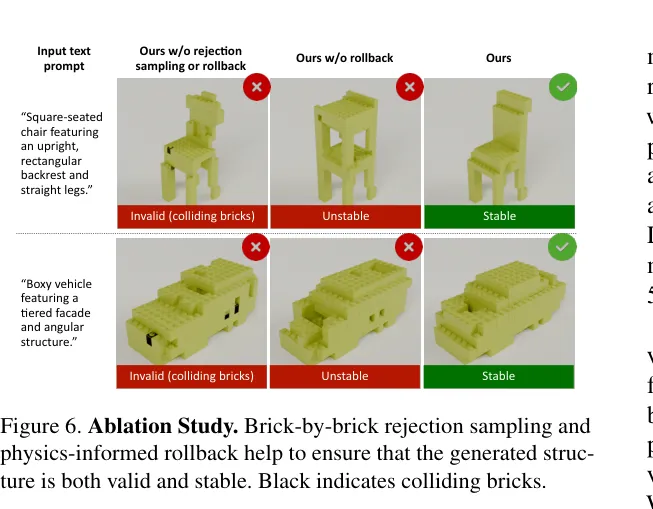 Input text
prompt
Ours w/o rejection
sampling or rollback
Ours w/o rollback
Ours
“Square-seated
chair featuring
an upright,
rectangular
backrest and
straight legs.”
Invalid (colliding bricks)
Unstable
Stable
“Boxy vehicle
featuring a
tiered facade
and angular
structure.”
Invalid (colliding bricks)
Unstable
Stable
Figure 6. Ablation Study. Brick-by-brick rejection sampling and
physics-informed rollback help to ensure that the generated struc-
ture is both valid and stable. Black indicates colliding bricks.